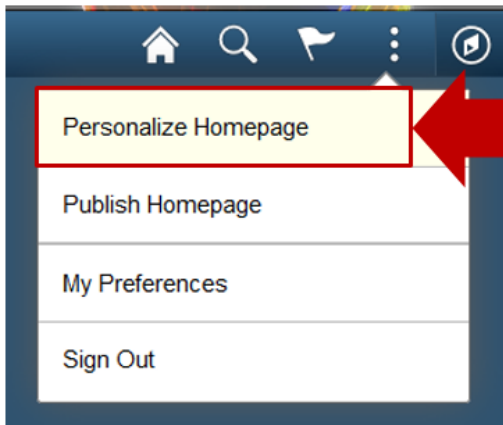 Personalize Homepage
Publish Homepage
My Preferences
Sign Out